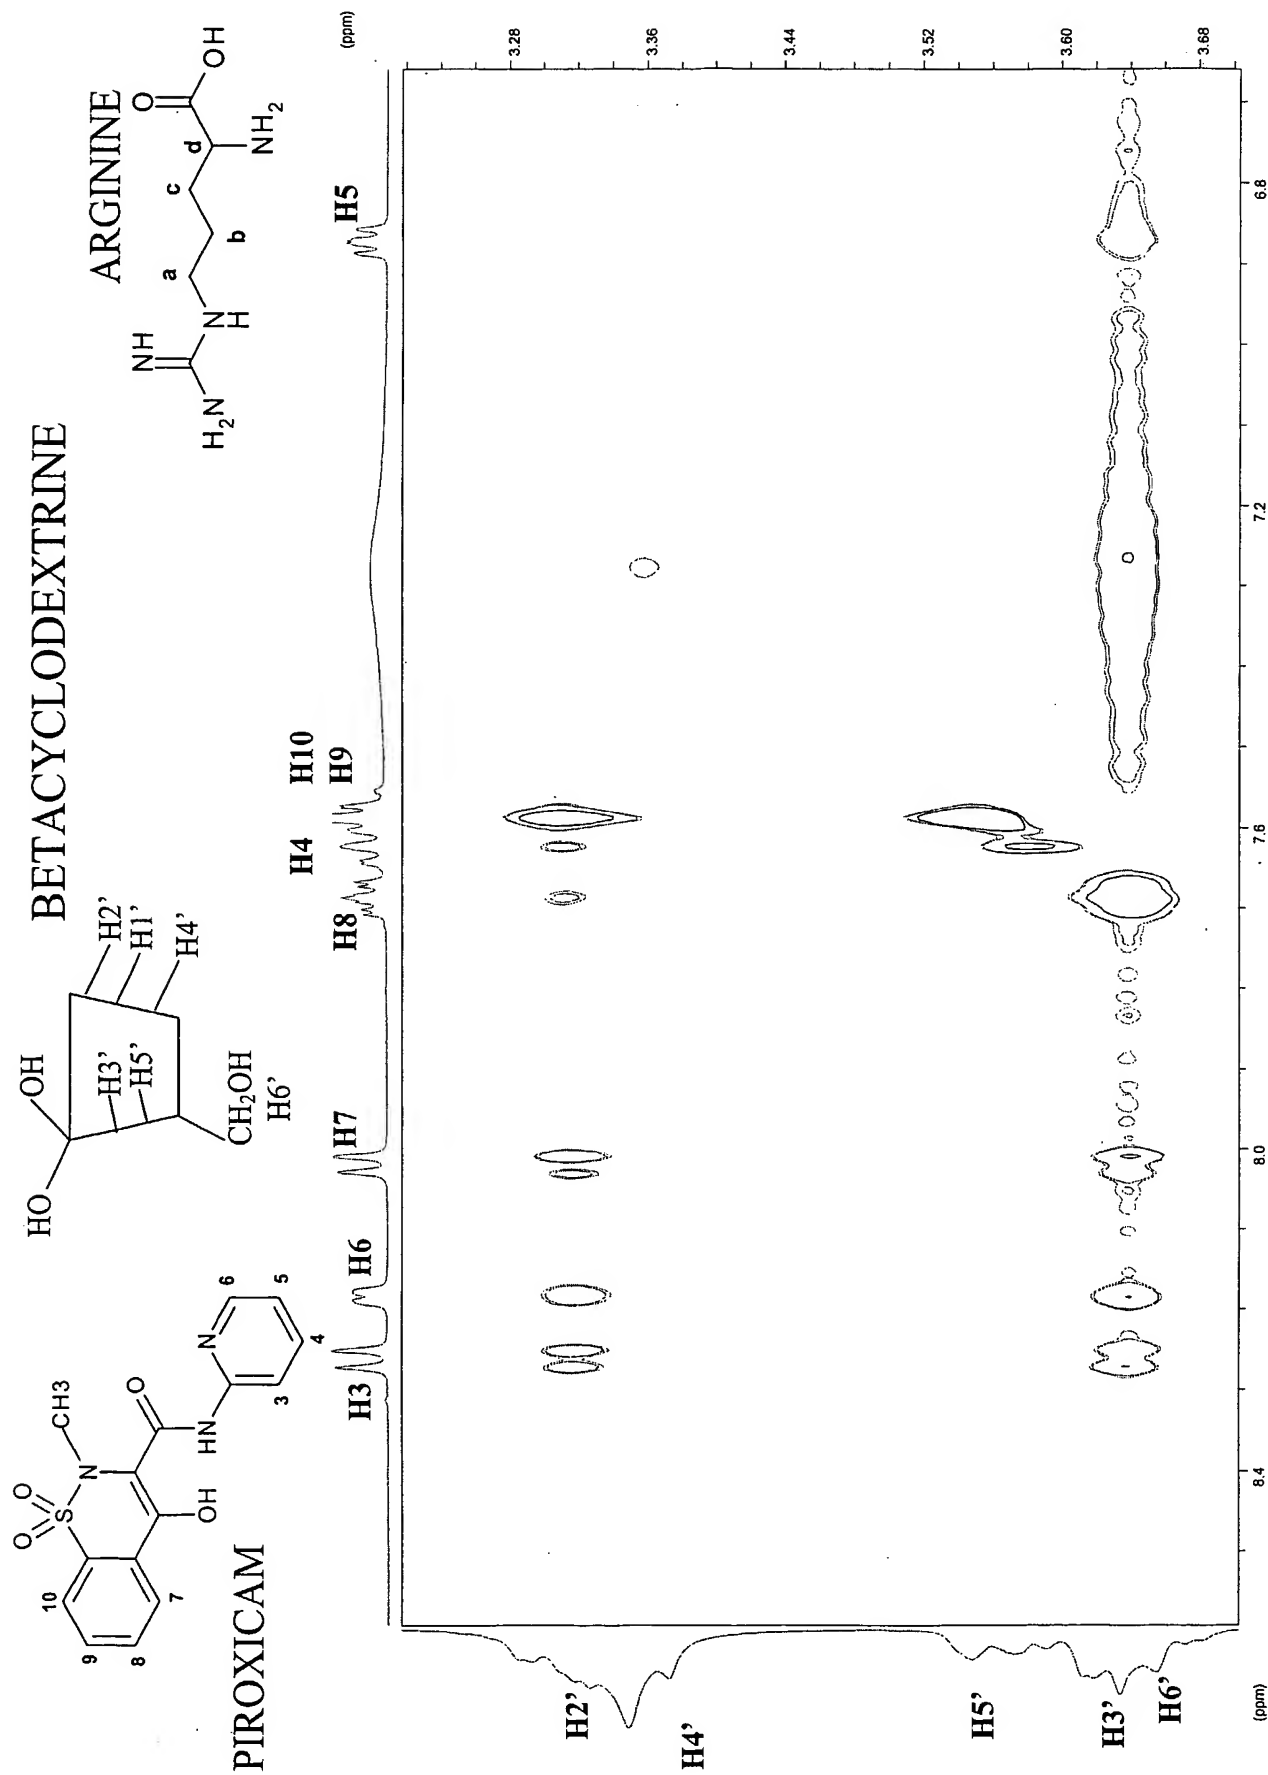 PIROXICAM
BETACYCLODEXTRINE
ARGININE
O
O
S
N
CH3
O
HN
OH
N
10
9
8
7
6
5
4
3
HO
OH
H3'
H5'
CH2OH
H6'
H2'
H1'
H4'
NH
H2N
N
H
a
b
c
d
O
OH
NH2
H3
H6
H7
H8
H4
H10
H9
H5
(ppm)
3.28
3.36
3.44
3.52
3.60
3.68
H2'
H4'
H5'
H3'
H6'
(ppm)
8.4
8.0
7.6
7.2
6.8